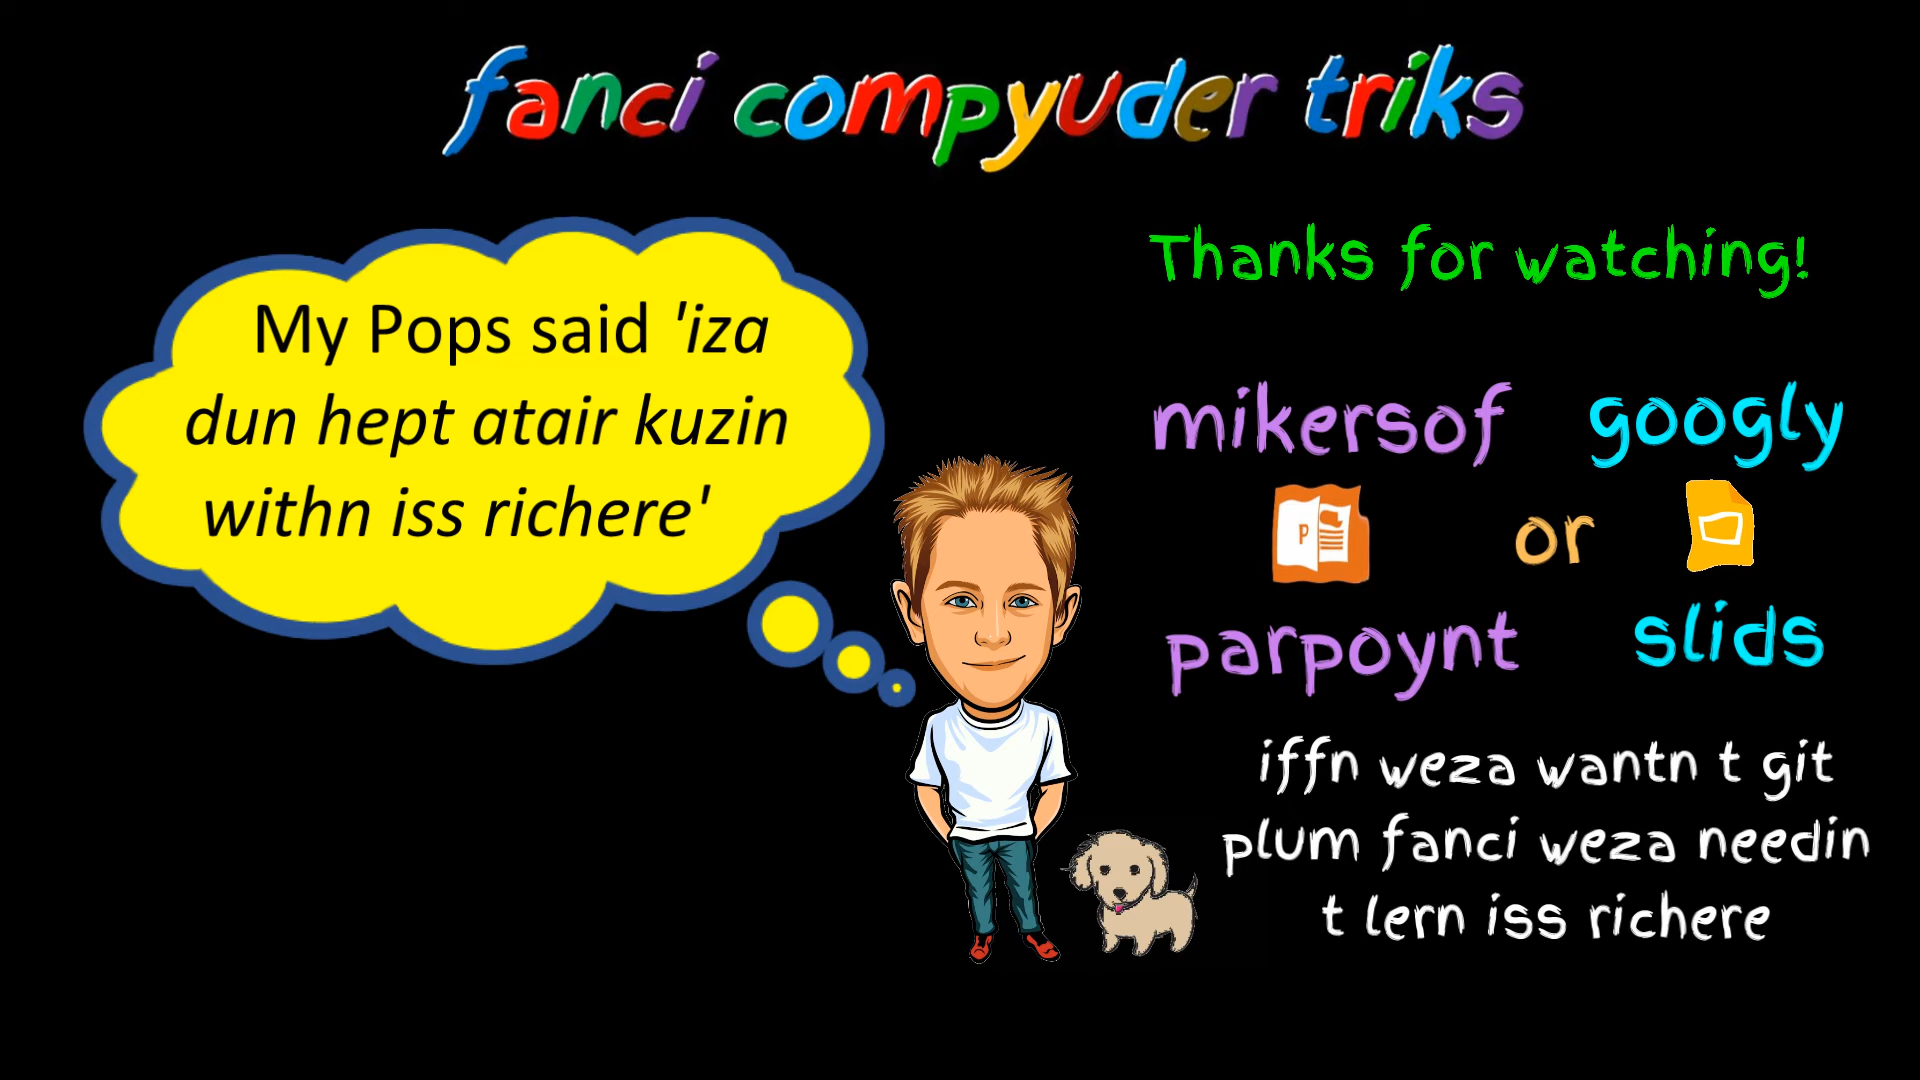 fanci compyuder triks
My Pops said 'iza
dun hept atair kuzin
withn iss richere'
Thanks for watching!
mikersof
P
parpoynt
or
googly
slids
iffn weza wantn t git
plum fanci weza needin
t lern iss richere